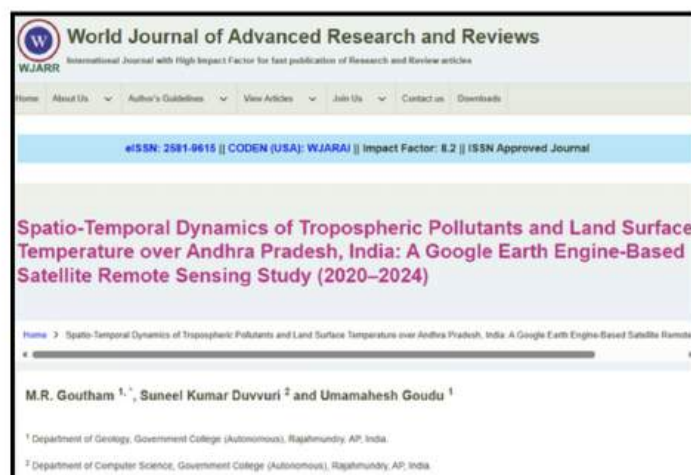 W
WJARR
World Journal of Advanced Research and Reviews
International Journal with High Impact Factor for fast publication of Research and Review articles
Home About Us Author's Guidelines View Articles Join Us Contact us Downloads
eISSN: 2581-9615 || CODEN (USA): WJARAI || Impact Factor: 8.2 || ISSN Approved Journal
Spatio-Temporal Dynamics of Tropospheric Pollutants and Land Surface
Temperature over Andhra Pradesh, India: A Google Earth Engine-Based
Satellite Remote Sensing Study (2020–2024)
Home > Spatio-Temporal Dynamics of Tropospheric Pollutants and Land Surface Temperature over Andhra Pradesh, India: A Google Earth Engine-Based Satellite Remote
M.R. Goutham 1, *, Suneel Kumar Duvvuri 2 and Umamahesh Goudu 1
1 Department of Geology, Government College (Autonomous), Rajahmundry, AP, India.
2 Department of Computer Science, Government College (Autonomous), Rajahmundry, AP, India.